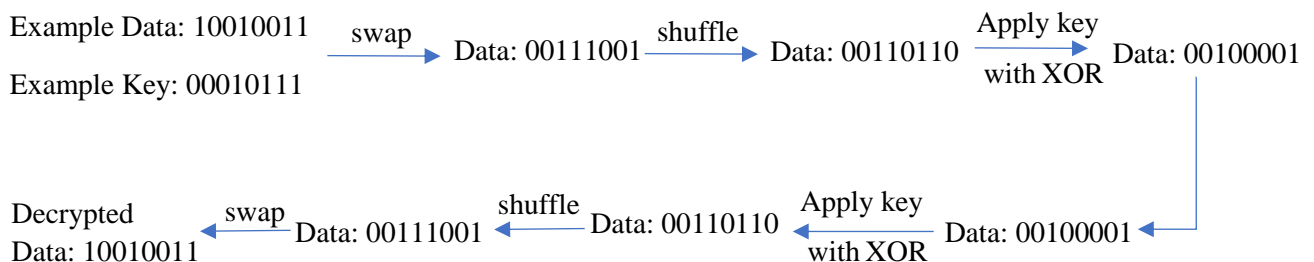 Example Data: 10010011
Example Key: 00010111
swap
Data: 00111001
shuffle
Data: 00110110
Apply key
with XOR
Data: 00100001
Decrypted
Data: 10010011
swap
Data: 00111001
shuffle
Data: 00110110
Apply key
with XOR
Data: 00100001